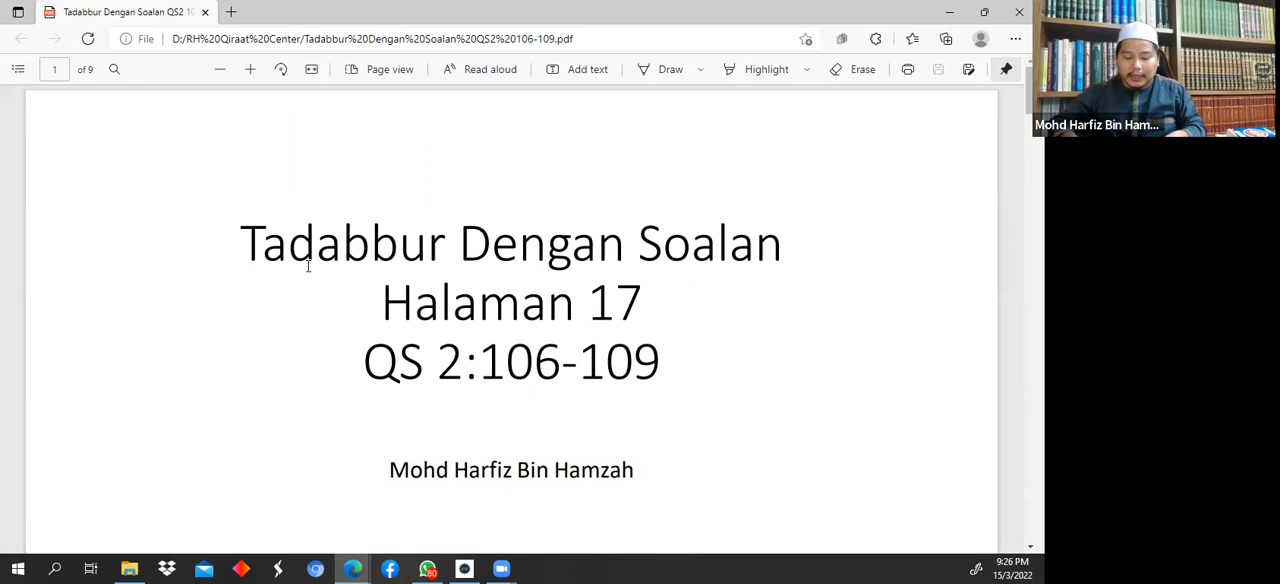 Tadabbur Dengan Soalan QS2 10
File
D:/RH%20Qiraat%20Center/Tadabbur%20Dengan%20Soalan%20QS2%20106-109.pdf
1 of 9
Page view
Read aloud
Add text
Draw
Highlight
Erase
Mohd Harfiz Bin Ham...
Tadabbur Dengan Soalan
Halaman 17
QS 2:106-109
Mohd Harfiz Bin Hamzah
80
9:26 PM
15/3/2022